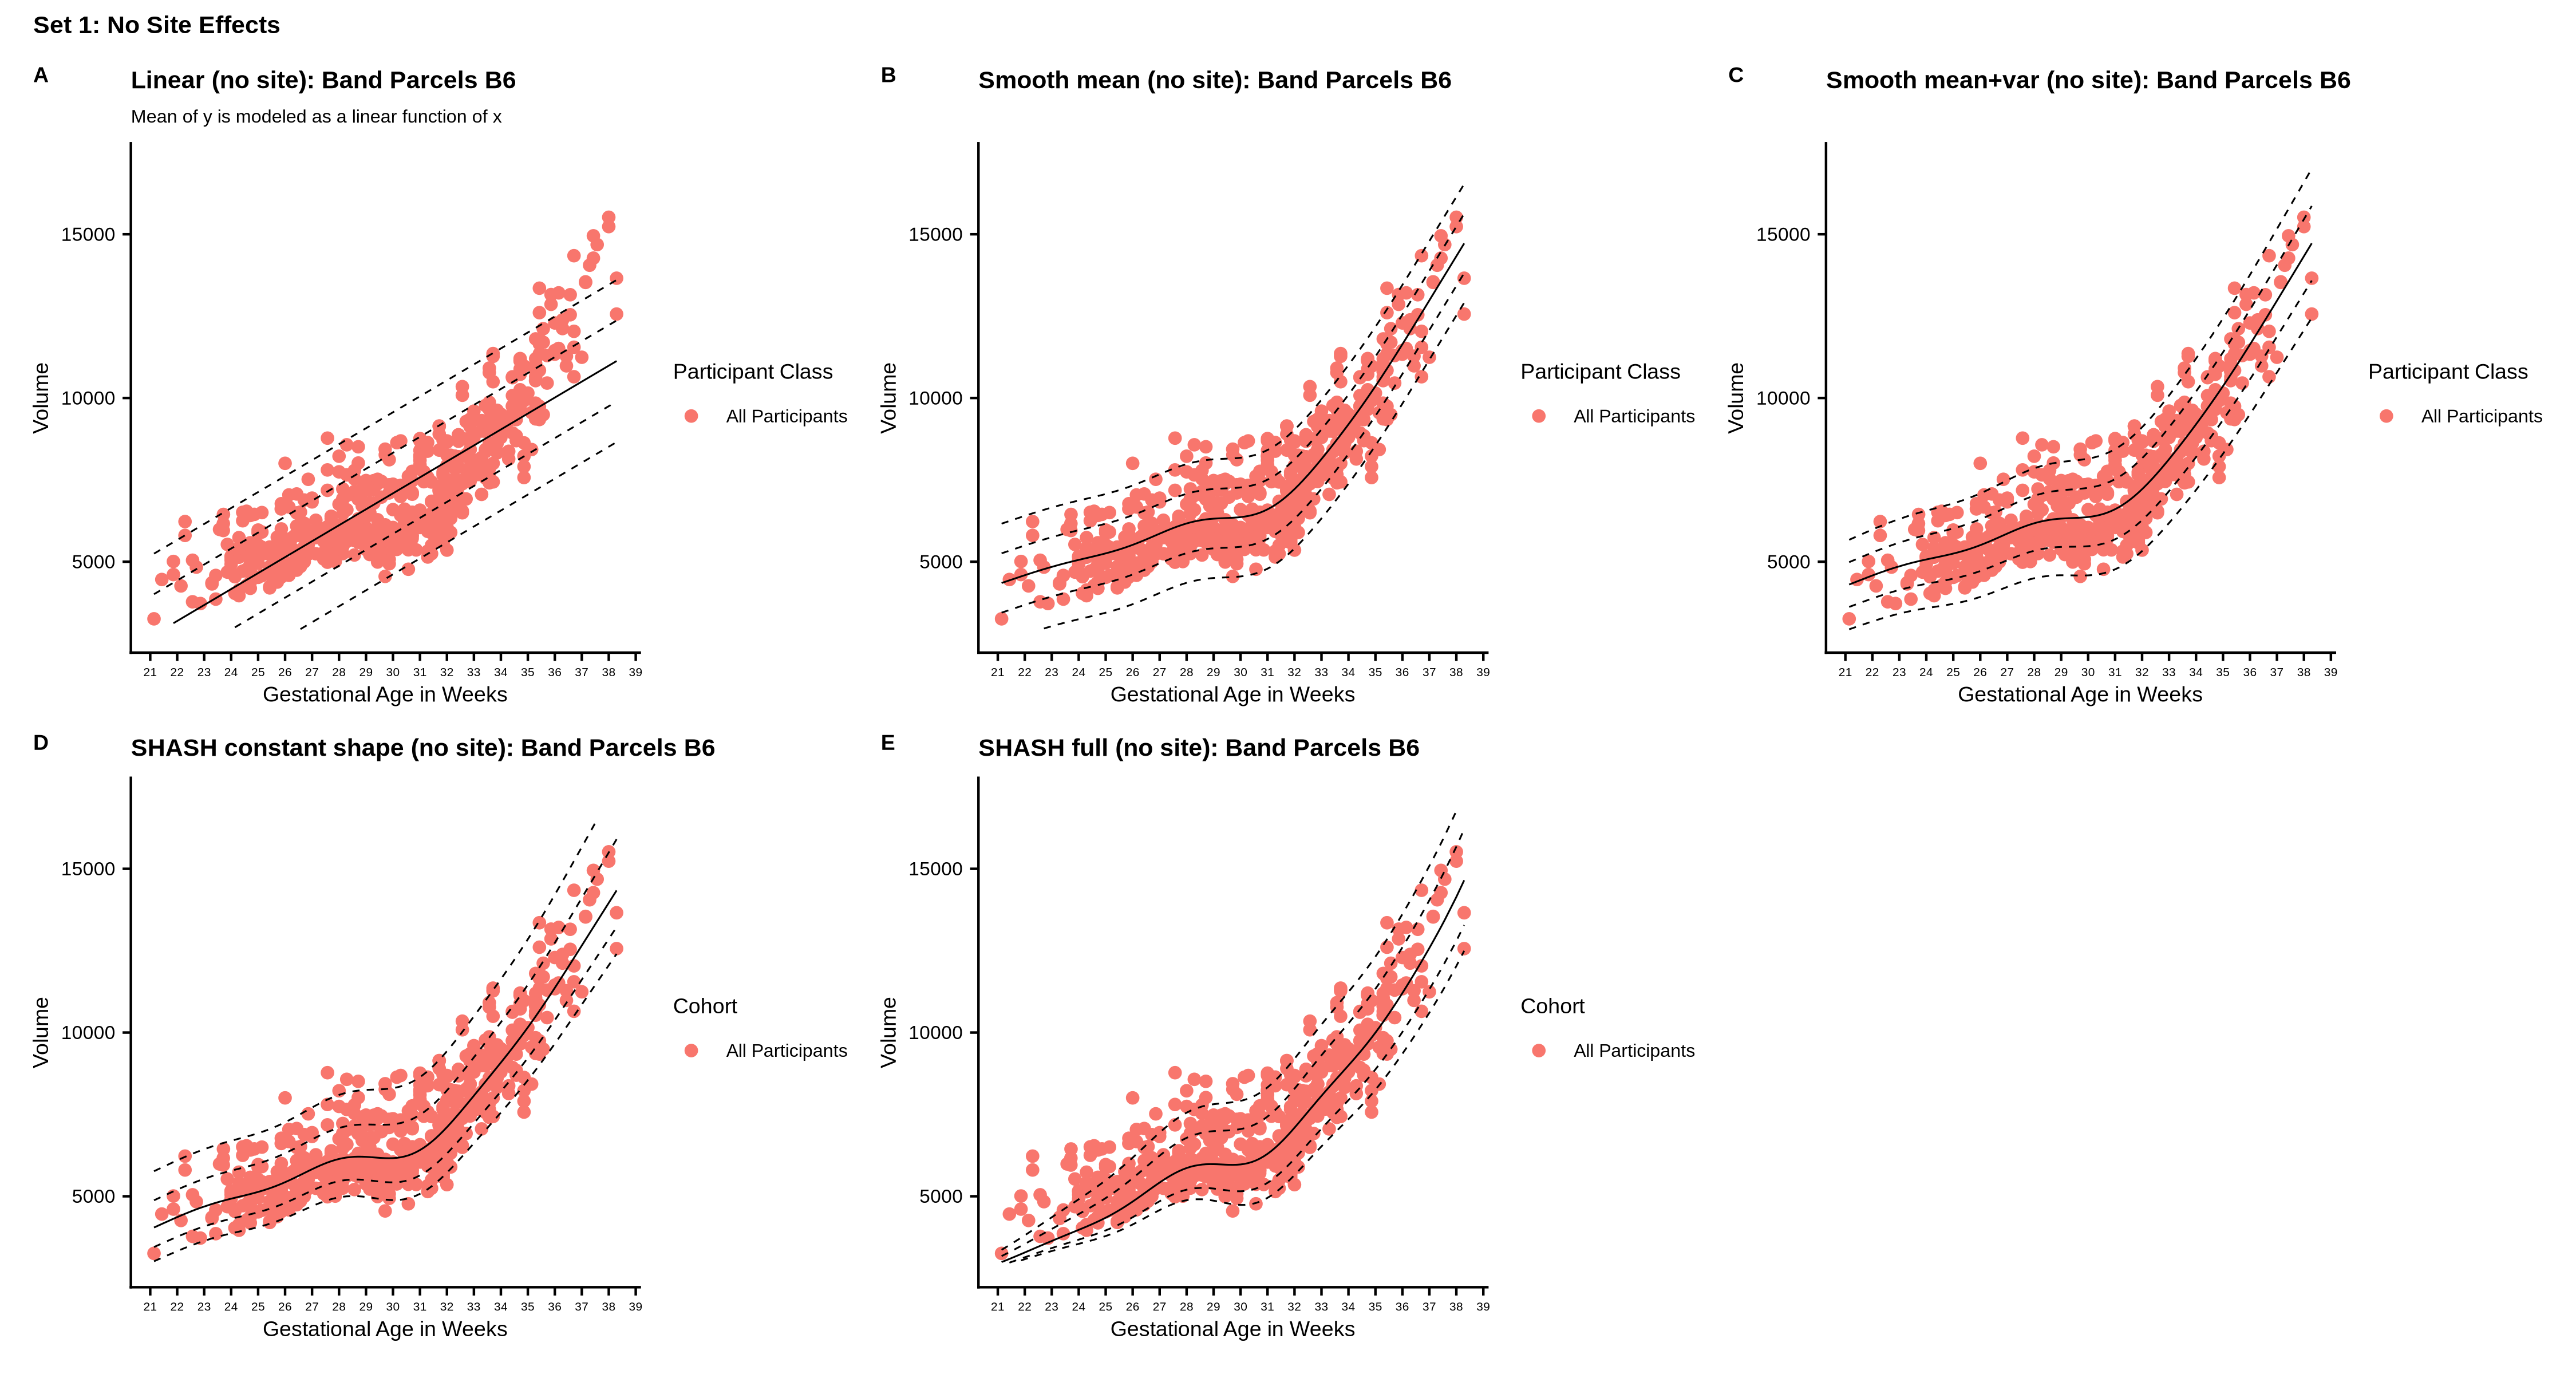 Set 1: No Site Effects
A
Linear (no site): Band Parcels B6
Mean of y is modeled as a linear function of x
Volume
15000
10000
5000
21 22 23 24 25 26 27 28 29 30 31 32 33 34 35 36 37 38 39
Gestational Age in Weeks
Participant Class
All Participants
B
Smooth mean (no site): Band Parcels B6
Volume
15000
10000
5000
21 22 23 24 25 26 27 28 29 30 31 32 33 34 35 36 37 38 39
Gestational Age in Weeks
Participant Class
All Participants
C
Smooth mean+var (no site): Band Parcels B6
Volume
15000
10000
5000
21 22 23 24 25 26 27 28 29 30 31 32 33 34 35 36 37 38 39
Gestational Age in Weeks
Participant Class
All Participants
D
SHASH constant shape (no site): Band Parcels B6
Volume
15000
10000
5000
21 22 23 24 25 26 27 28 29 30 31 32 33 34 35 36 37 38 39
Gestational Age in Weeks
Cohort
All Participants
E
SHASH full (no site): Band Parcels B6
Volume
15000
10000
5000
21 22 23 24 25 26 27 28 29 30 31 32 33 34 35 36 37 38 39
Gestational Age in Weeks
Cohort
All Participants